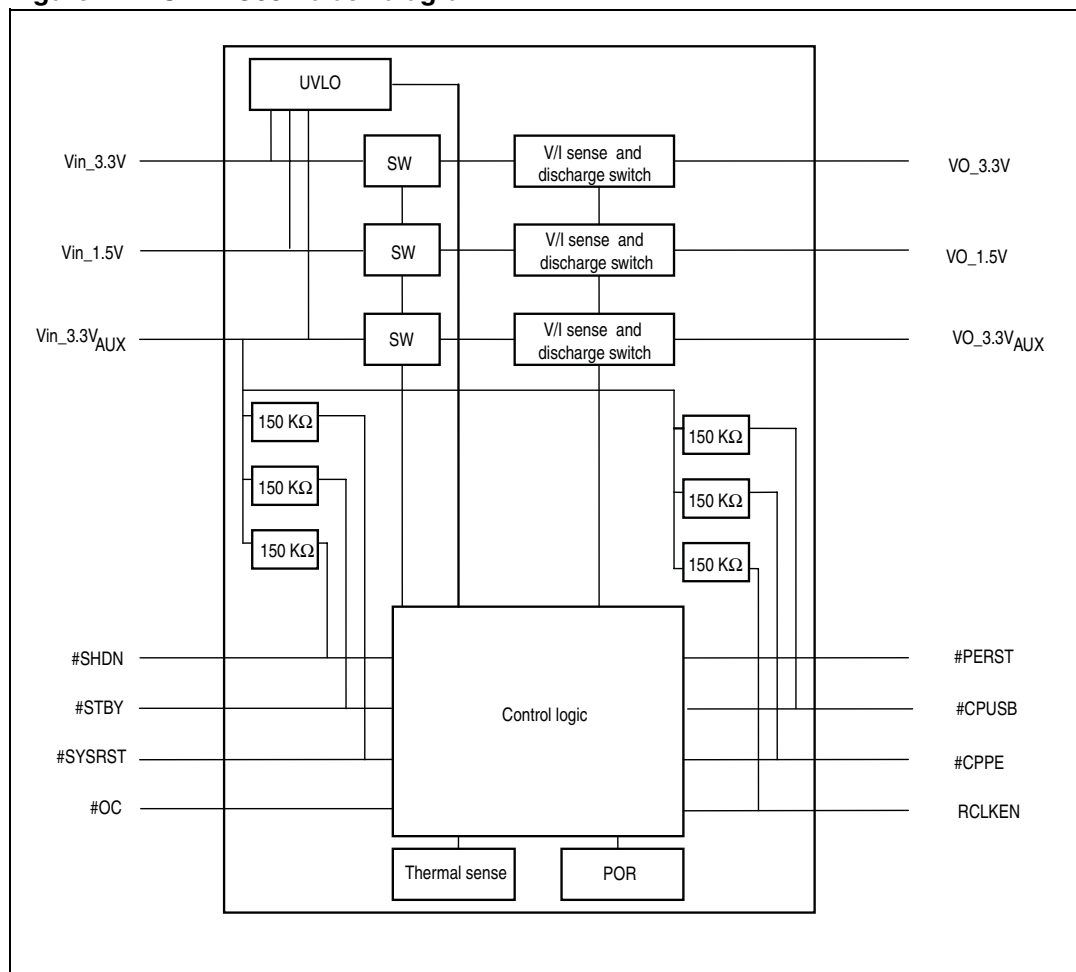 UVLO
Vin_3.3V
SW
V/I sense and
discharge switch
VO_3.3V
Vin_1.5V
SW
V/I sense and
discharge switch
VO_1.5V
Vin_3.3VAUX
SW
V/I sense and
discharge switch
VO_3.3VAUX
150 KΩ
150 KΩ
150 KΩ
150 KΩ
150 KΩ
150 KΩ
#SHDN
#STBY
#SYSRST
#OC
Control logic
#PERST
#CPUSB
#CPPE
RCLKEN
Thermal sense
POR